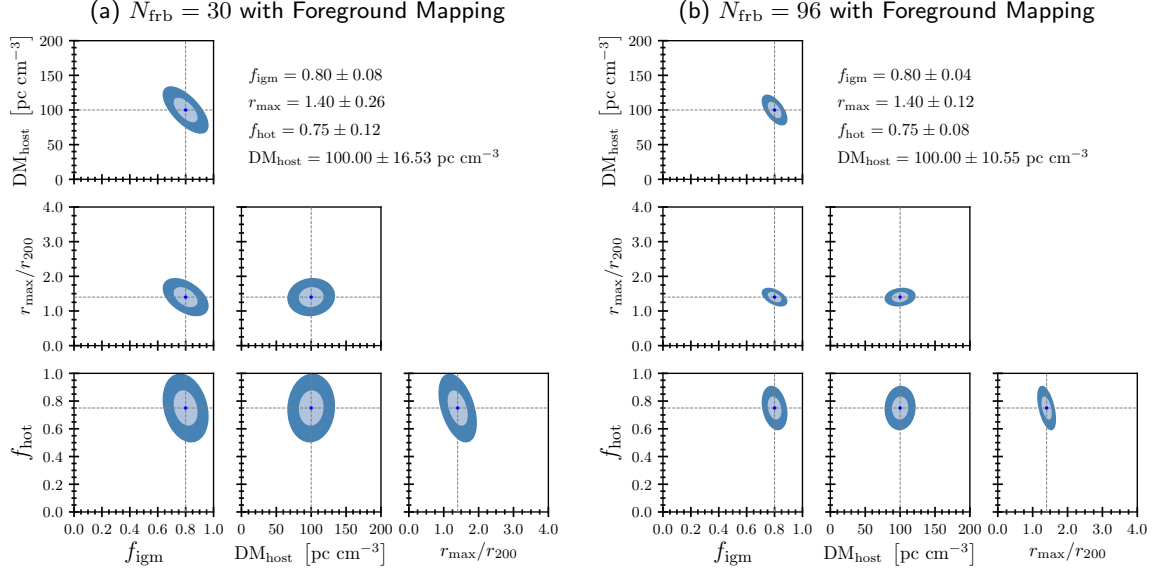 (a) N_frb = 30 with Foreground Mapping
200
150
100
50
0
DM_host [pc cm⁻³]
f_igm = 0.80 ± 0.08
r_max = 1.40 ± 0.26
f_hot = 0.75 ± 0.12
DM_host = 100.00 ± 16.53 pc cm⁻³
4.0
3.0
2.0
1.0
0.0
r_max/r_200
1.0
0.8
0.6
0.4
0.2
0.0
f_hot
0.0 0.2 0.4 0.6 0.8 1.0
0 50 100 150 200
0.0 1.0 2.0 3.0 4.0
f_igm
DM_host [pc cm⁻³]
r_max/r_200
(b) N_frb = 96 with Foreground Mapping
200
150
100
50
0
DM_host [pc cm⁻³]
f_igm = 0.80 ± 0.04
r_max = 1.40 ± 0.12
f_hot = 0.75 ± 0.08
DM_host = 100.00 ± 10.55 pc cm⁻³
4.0
3.0
2.0
1.0
0.0
r_max/r_200
1.0
0.8
0.6
0.4
0.2
0.0
f_hot
0.0 0.2 0.4 0.6 0.8 1.0
0 50 100 150 200
0.0 1.0 2.0 3.0 4.0
f_igm
DM_host [pc cm⁻³]
r_max/r_200